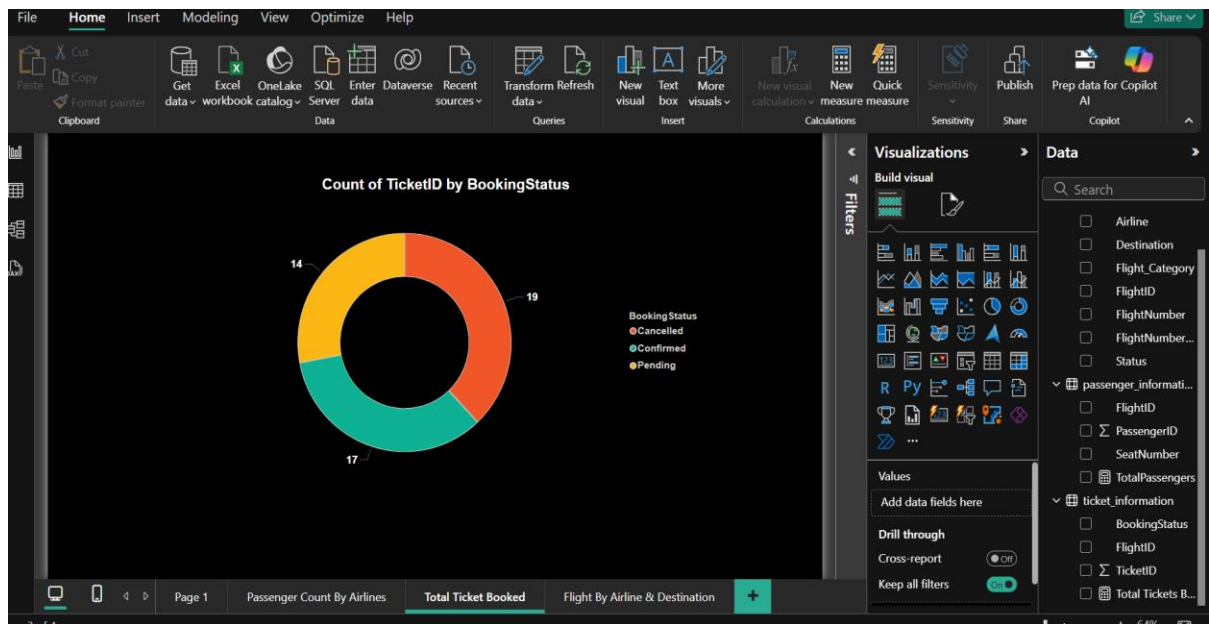 File Home Insert Modeling View Optimize Help Share
Paste
Cut
Copy
Format painter
Clipboard
Get data
Excel workbook
OneLake catalog
SQL Server
Enter data
Dataverse
Recent sources
Data
Transform data
Refresh
Queries
New visual
Text box
More visuals
Insert
New visual calculation
New measure
Quick measure
Calculations
Sensitivity
Sensitivity
Publish
Share
Prep data for AI
Copilot
Copilot
Count of TicketID by BookingStatus
14
19
17
BookingStatus
Cancelled
Confirmed
Pending
Filters
Visualizations
Build visual
123
R Py
...
Values
Add data fields here
Drill through
Cross-report Off
Keep all filters On
Data
Search
Airline
Destination
Flight_Category
FlightID
FlightNumber
FlightNumber...
Status
passenger_informati...
FlightID
PassengerID
SeatNumber
TotalPassengers
ticket_information
BookingStatus
FlightID
TicketID
Total Tickets B...
Page 1 Passenger Count By Airlines Total Ticket Booked Flight By Airline & Destination +